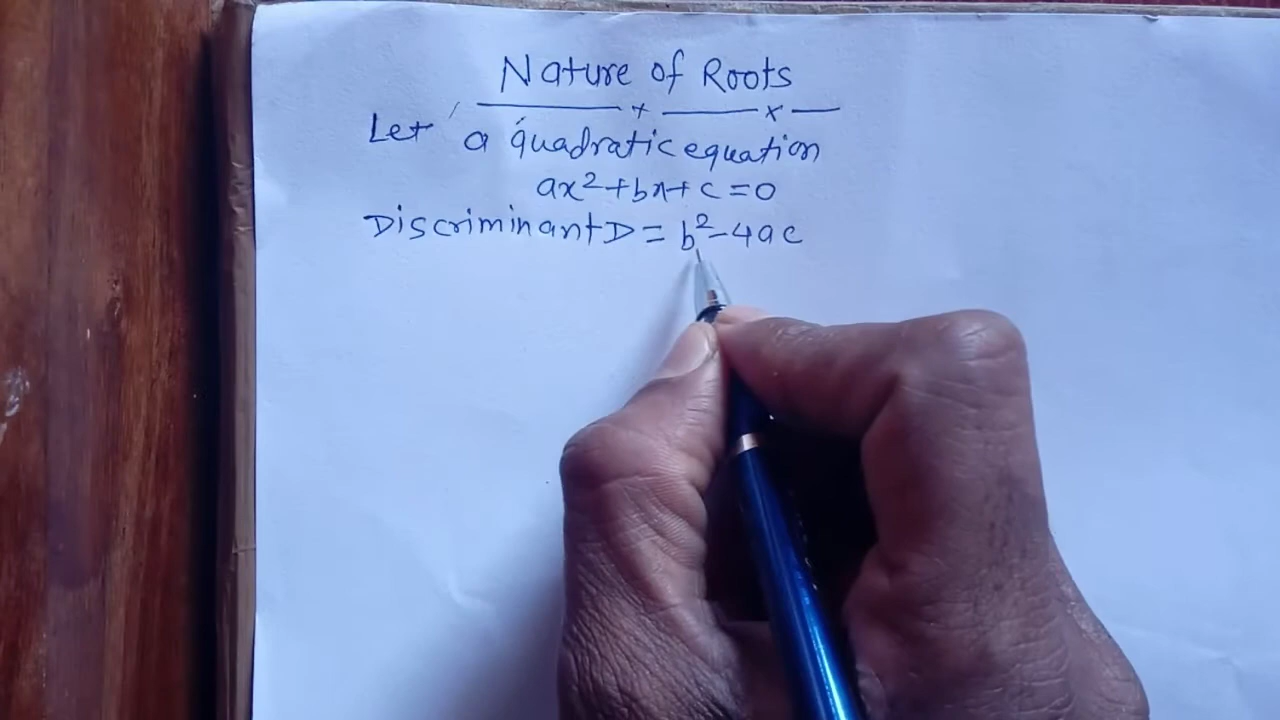 Nature of Roots
Let a quadratic equation
ax²+bx+c=0
Discriminant D = b²-4ac